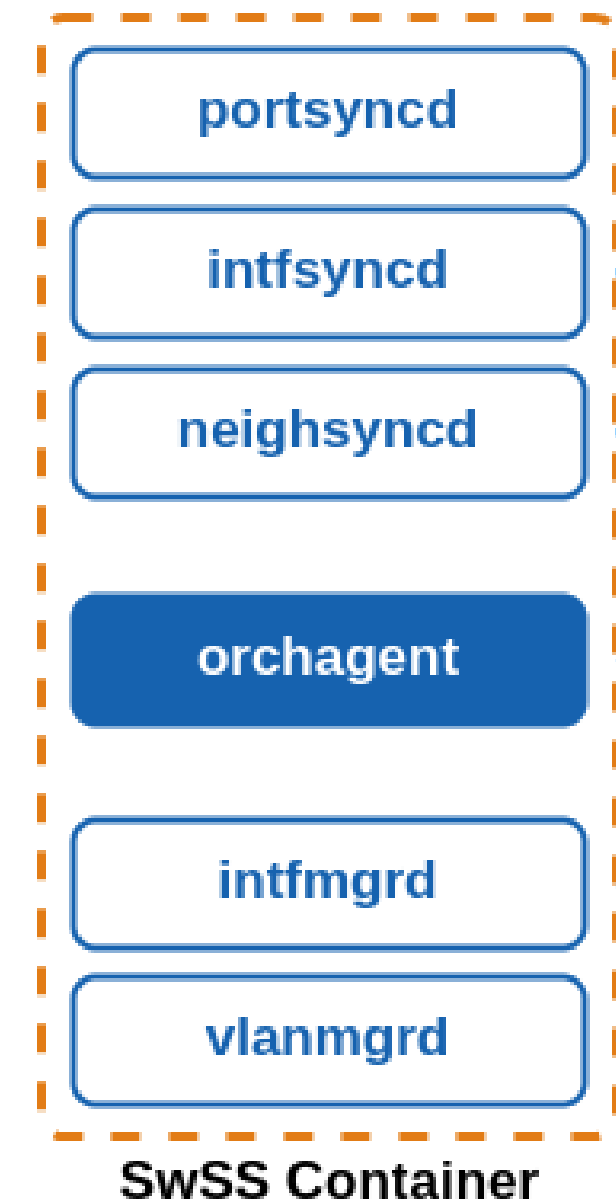 portsyncd
intfsyncd
neighsyncd
orchagent
intfmgrd
vlanmgrd
SwSS Container